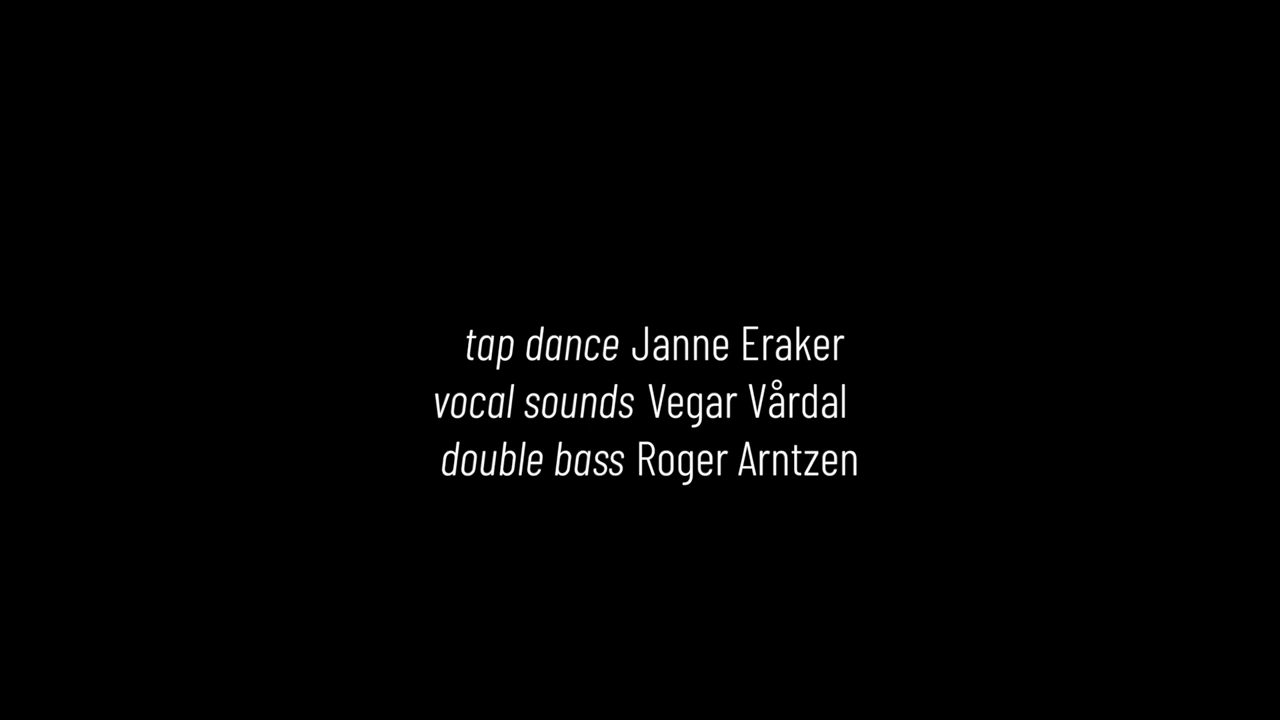 tap dance Janne Eraker
vocal sounds Vegar Vårdal
double bass Roger Arntzen